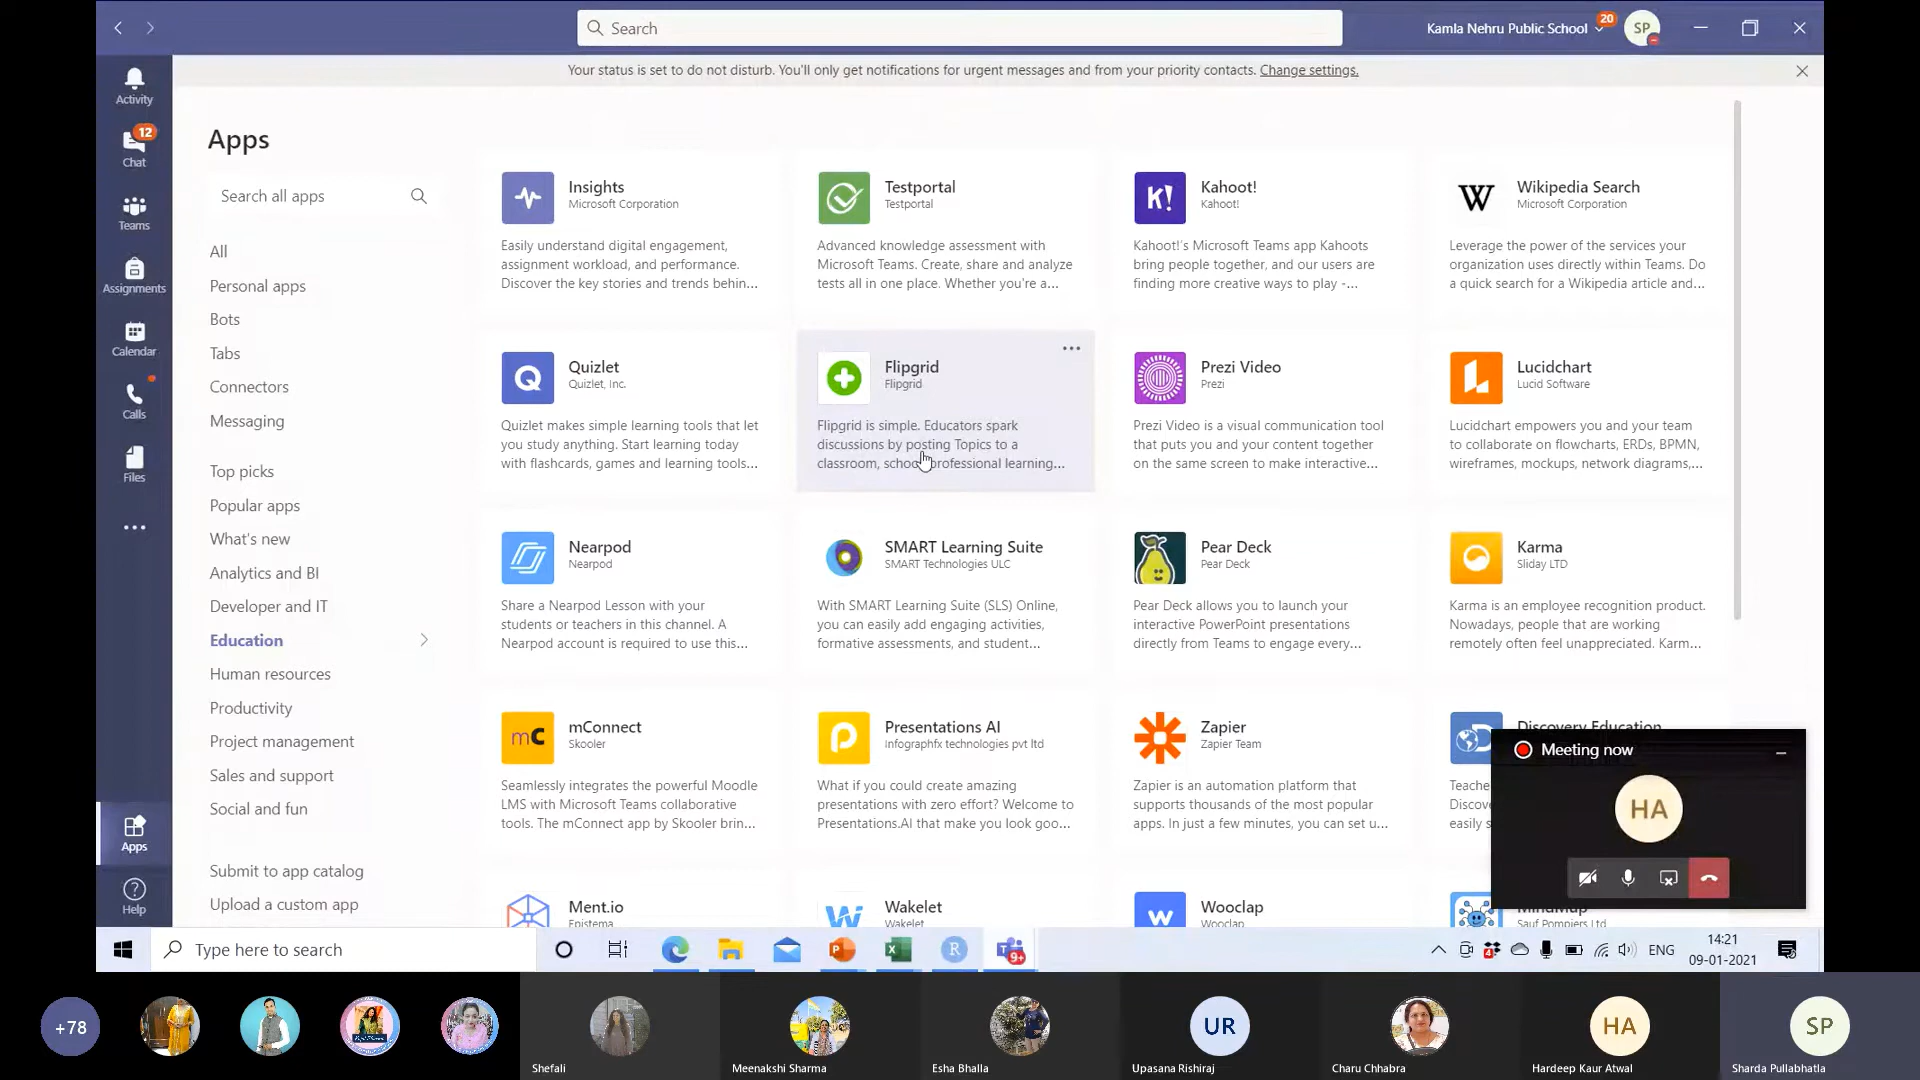 Search
Kamla Nehru Public School
20
SP
Your status is set to do not disturb. You'll only get notifications for urgent messages and from your priority contacts. Change settings.
Activity
12
Chat
Teams
Assignments
Calendar
Calls
Files
Apps
Help
Apps
Search all apps
All
Personal apps
Bots
Tabs
Connectors
Messaging
Top picks
Popular apps
What's new
Analytics and BI
Developer and IT
Education
Human resources
Productivity
Project management
Sales and support
Social and fun
Submit to app catalog
Upload a custom app
Insights
Microsoft Corporation
Easily understand digital engagement,
assignment workload, and performance.
Discover the key stories and trends behin...
Testportal
Testportal
Advanced knowledge assessment with
Microsoft Teams. Create, share and analyze
tests all in one place. Whether you're a...
K!
Kahoot!
Kahoot!
Kahoot!'s Microsoft Teams app Kahoots
bring people together, and our users are
finding more creative ways to play -...
W
Wikipedia Search
Microsoft Corporation
Leverage the power of the services your
organization uses directly within Teams. Do
a quick search for a Wikipedia article and...
Q
Quizlet
Quizlet, Inc.
Quizlet makes simple learning tools that let
you study anything. Start learning today
with flashcards, games and learning tools...
Flipgrid
Flipgrid
Flipgrid is simple. Educators spark
discussions by posting Topics to a
classroom, school professional learning...
Prezi Video
Prezi
Prezi Video is a visual communication tool
that puts you and your content together
on the same screen to make interactive...
Lucidchart
Lucid Software
Lucidchart empowers you and your team
to collaborate on flowcharts, ERDs, BPMN,
wireframes, mockups, network diagrams,...
Nearpod
Nearpod
Share a Nearpod Lesson with your
students or teachers in this channel. A
Nearpod account is required to use this...
SMART Learning Suite
SMART Technologies ULC
With SMART Learning Suite (SLS) Online,
you can easily add engaging activities,
formative assessments, and student...
Pear Deck
Pear Deck
Pear Deck allows you to launch your
interactive PowerPoint presentations
directly from Teams to engage every...
Karma
Sliday LTD
Karma is an employee recognition product.
Nowadays, people that are working
remotely often feel unappreciated. Karm...
mC
mConnect
Skooler
Seamlessly integrates the powerful Moodle
LMS with Microsoft Teams collaborative
tools. The mConnect app by Skooler brin...
Presentations AI
Infographfx technologies pvt ltd
What if you could create amazing
presentations with zero effort? Welcome to
Presentations.AI that make you look goo...
Zapier
Zapier Team
Zapier is an automation platform that
supports thousands of the most popular
apps. In just a few minutes, you can set u...
Discovery Education
Teache
Discov
easily s
Meeting now
HA
Ment.io
Epistema
Wakelet
Wakelet
w
Wooclap
Wooclap
MindMap
Sauf Pompiers Ltd
Type here to search
R
9+
4
ENG
14:21
09-01-2021
+78
Shefali
Meenakshi Sharma
Esha Bhalla
UR
Upasana Rishiraj
Charu Chhabra
HA
Hardeep Kaur Atwal
SP
Sharda Pullabhatla